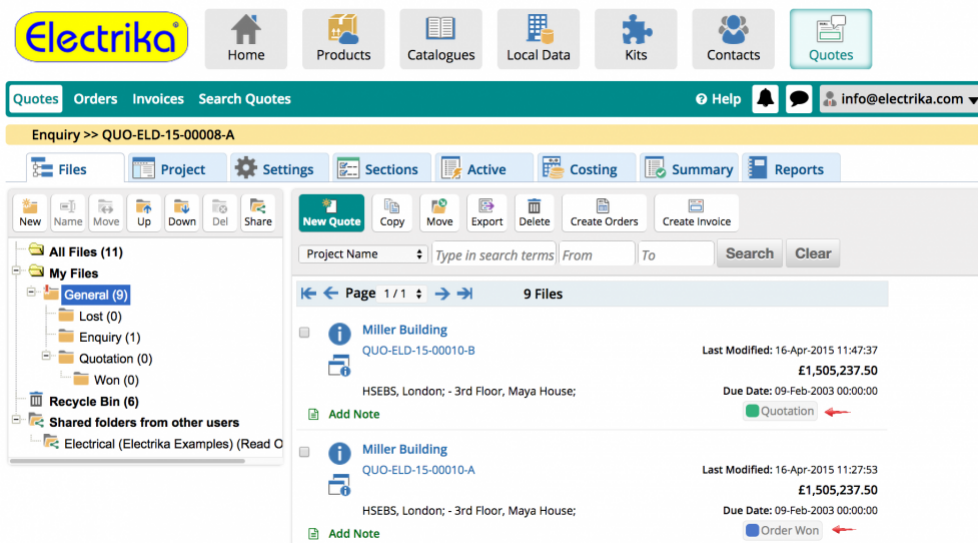 Electrika®
Home Products Catalogues Local Data Kits Contacts Quotes
Quotes Orders Invoices Search Quotes Help info@electrika.com
Enquiry >> QUO-ELD-15-00008-A
Files Project Settings Sections Active Costing Summary Reports
New Name Move Up Down Del Share
New Quote Copy Move Export Delete Create Orders Create Invoice
All Files (11)
My Files
General (9)
Lost (0)
Enquiry (1)
Quotation (0)
Won (0)
Recycle Bin (6)
Shared folders from other users
Electrical (Electrika Examples) (Read O
Project Name Type in search terms From To Search Clear
Page 1 / 1 9 Files
Miller Building
QUO-ELD-15-00010-B
Last Modified: 16-Apr-2015 11:47:37
£1,505,237.50
HSEBS, London; - 3rd Floor, Maya House;
Due Date: 09-Feb-2003 00:00:00
Add Note
Quotation
Miller Building
QUO-ELD-15-00010-A
Last Modified: 16-Apr-2015 11:27:53
£1,505,237.50
HSEBS, London; - 3rd Floor, Maya House;
Due Date: 09-Feb-2003 00:00:00
Add Note
Order Won